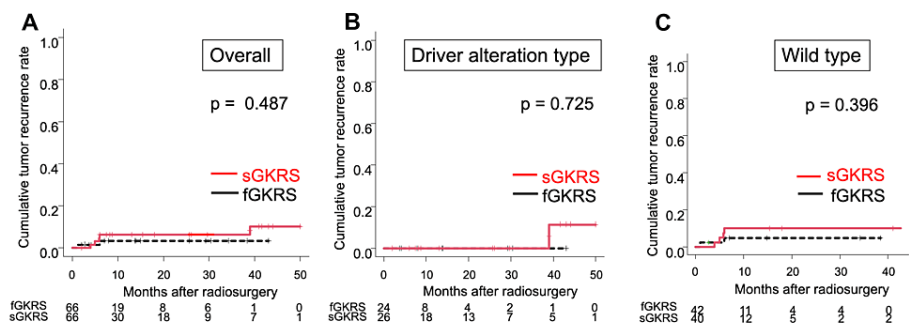 A
Overall
p = 0.487
Cumulative tumor recurrence rate
1.0
0.8
0.6
0.4
0.2
0.0
sGKRS
fGKRS
0 10 20 30 40 50
Months after radiosurgery
fGKRS 66 19 8 6 1 0
sGKRS 66 30 18 9 7 1
B
Driver alteration type
p = 0.725
Cumulative tumor recurrence rate
1.0
0.8
0.6
0.4
0.2
0.0
sGKRS
fGKRS
0 10 20 30 40 50
Months after radiosurgery
fGKRS 24 8 4 2 1 0
sGKRS 26 18 13 7 5 1
C
Wild type
p = 0.396
Cumulative tumor recurrence rate
1.0
0.8
0.6
0.4
0.2
0.0
sGKRS
fGKRS
0 10 20 30 40
Months after radiosurgery
fGKRS 42 11 4 4 0
sGKRS 40 12 5 2 2